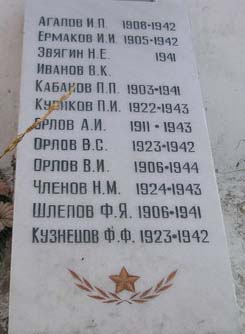 АГАПОВ И.П. 1908-1942
ЕРМАКОВ И.И. 1905-1942
ЗВЯГИН Н.Е. 1941
ИВАНОВ В.К.
КАБАКОВ П.П. 1903-1941
КУЛИКОВ П.И. 1922-1943
ОРЛОВ А.И. 1911-1943
ОРЛОВ В.С. 1923-1942
ОРЛОВ В.И. 1906-1944
ЧЛЕНОВ Н.М. 1924-1943
ШЛЕПОВ Ф.Я. 1906-1941
КУЗНЕЦОВ Ф.Ф. 1923-1942